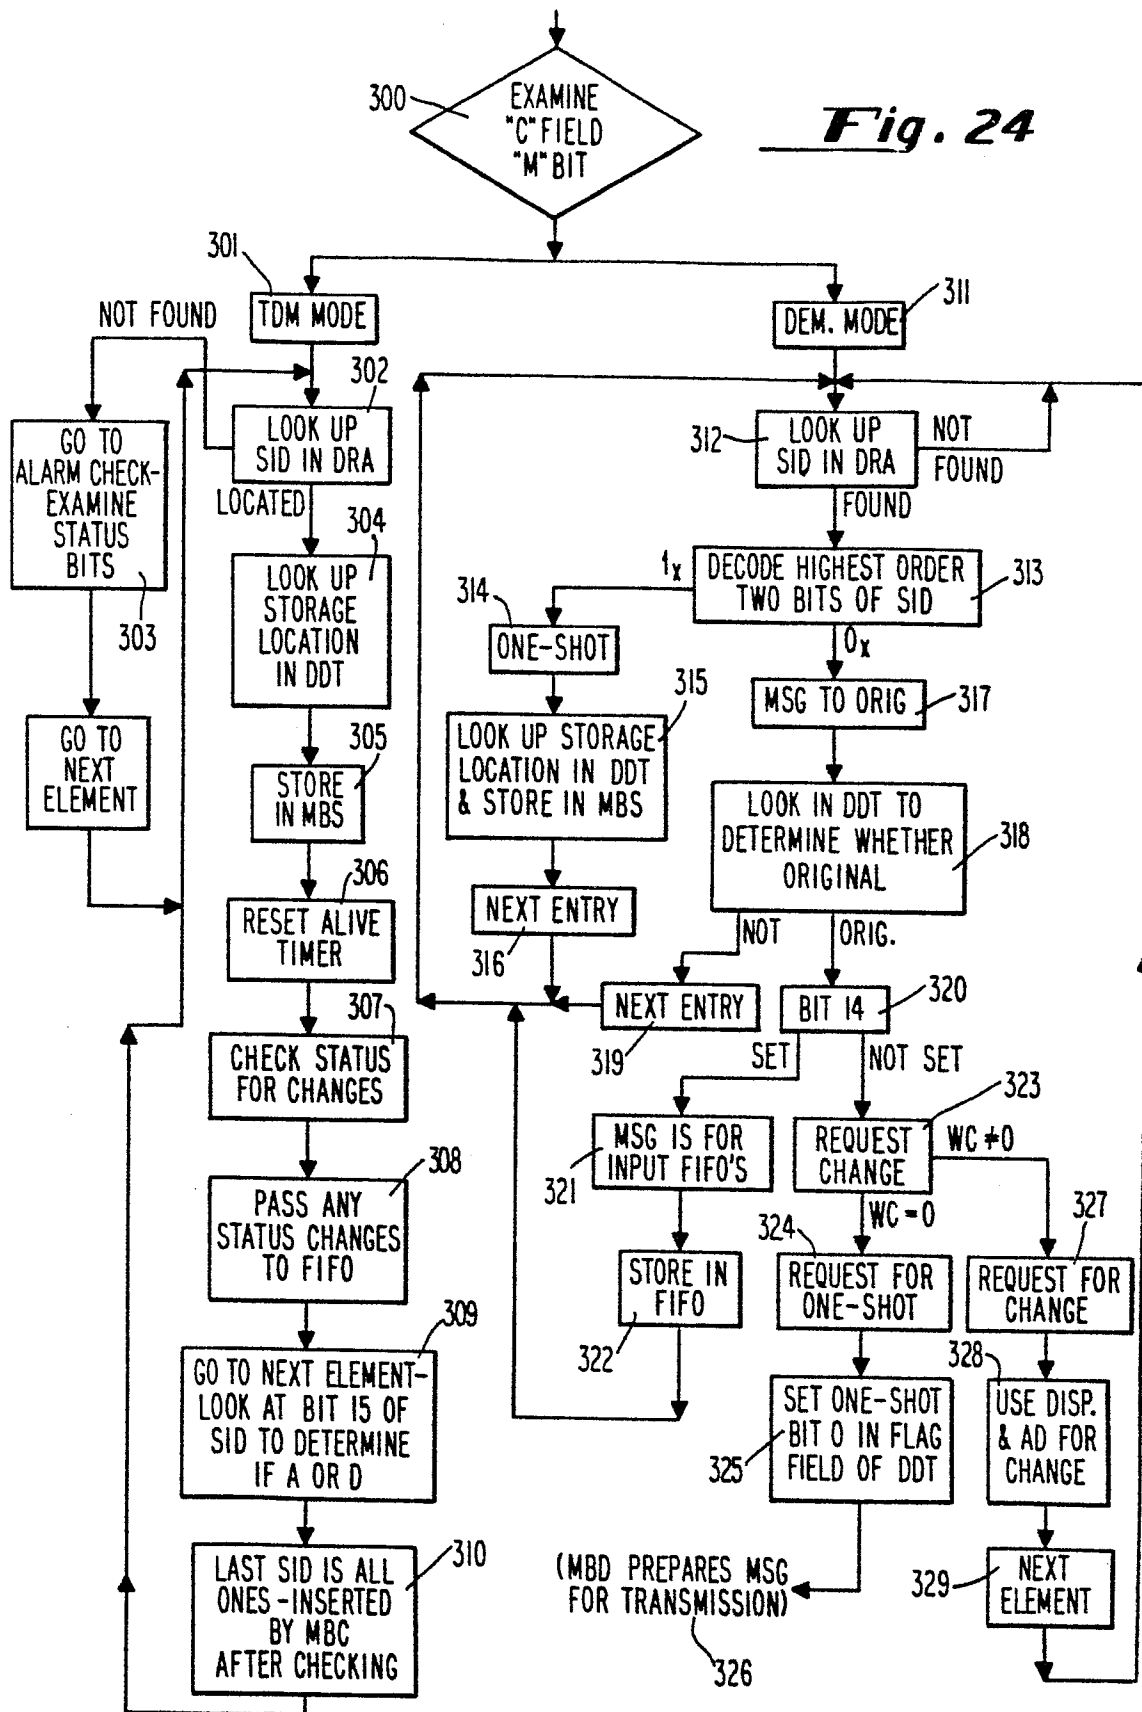 300
EXAMINE
"C" FIELD
"M" BIT
Fig. 24
301
TDM MODE
NOT FOUND
302
LOOK UP
SID IN DRA
LOCATED
GO TO
ALARM CHECK-
EXAMINE
STATUS
BITS
303
GO TO
NEXT
ELEMENT
304
LOOK UP
STORAGE
LOCATION
IN DDT
305
STORE
IN MBS
306
RESET ALIVE
TIMER
307
CHECK STATUS
FOR CHANGES
308
PASS ANY
STATUS CHANGES
TO FIFO
309
GO TO NEXT ELEMENT-
LOOK AT BIT 15 OF
SID TO DETERMINE
IF A OR D
310
LAST SID IS ALL
ONES-INSERTED
BY MBC
AFTER CHECKING
311
DEM. MODE
312
LOOK UP
SID IN DRA
NOT
FOUND
FOUND
313
DECODE HIGHEST ORDER
TWO BITS OF SID
1x
0x
314
ONE-SHOT
315
LOOK UP STORAGE
LOCATION IN DDT
& STORE IN MBS
NEXT ENTRY
316
MSG TO ORIG
317
LOOK IN DDT TO
DETERMINE WHETHER
ORIGINAL
318
NOT
ORIG.
NEXT ENTRY
319
BIT 14
320
SET
NOT SET
MSG IS FOR
INPUT FIFO'S
321
STORE IN
FIFO
322
323
REQUEST
CHANGE
WC≠0
WC=0
324
REQUEST FOR
ONE-SHOT
SET ONE-SHOT
BIT 0 IN FLAG
FIELD OF DDT
325
(MBD PREPARES MSG
FOR TRANSMISSION)
326
327
REQUEST FOR
CHANGE
328
USE DISP.
& AD FOR
CHANGE
329
NEXT
ELEMENT